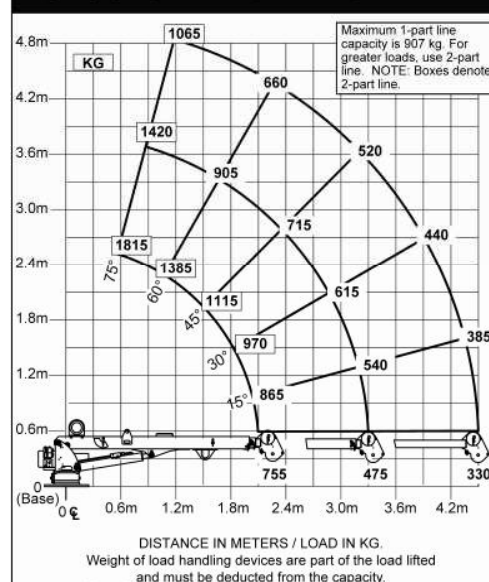 4.8m
1065
Maximum 1-part line
capacity is 907 kg. For
greater loads, use 2-part
line. NOTE: Boxes denote
2-part line.
KG
660
4.2m
1420
520
3.6m
905
3.0m
715
440
1815
2.4m
1385
75°
60°
615
1115
1.8m
45°
385
970
30°
540
1.2m
865
15°
0.6m
755
475
330
0
(Base)
0 ℄
0.6m
1.2m
1.8m
2.4m
3.0m
3.6m
4.2m
DISTANCE IN METERS / LOAD IN KG.
Weight of load handling devices are part of the load lifted
and must be deducted from the capacity.